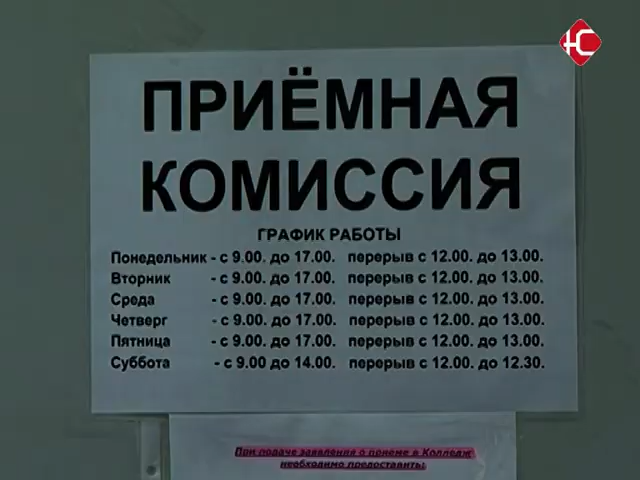 ЮС
ПРИЁМНАЯ
КОМИССИЯ
ГРАФИК РАБОТЫ
Понедельник - с 9.00. до 17.00. перерыв с 12.00. до 13.00.
Вторник - с 9.00. до 17.00. перерыв с 12.00. до 13.00.
Среда - с 9.00. до 17.00. перерыв с 12.00. до 13.00.
Четверг - с 9.00. до 17.00. перерыв с 12.00. до 13.00.
Пятница - с 9.00. до 17.00. перерыв с 12.00. до 13.00.
Суббота - с 9.00 до 14.00. перерыв с 12.00. до 12.30.
При подаче заявления о приеме в Колледж
необходимо предоставить: